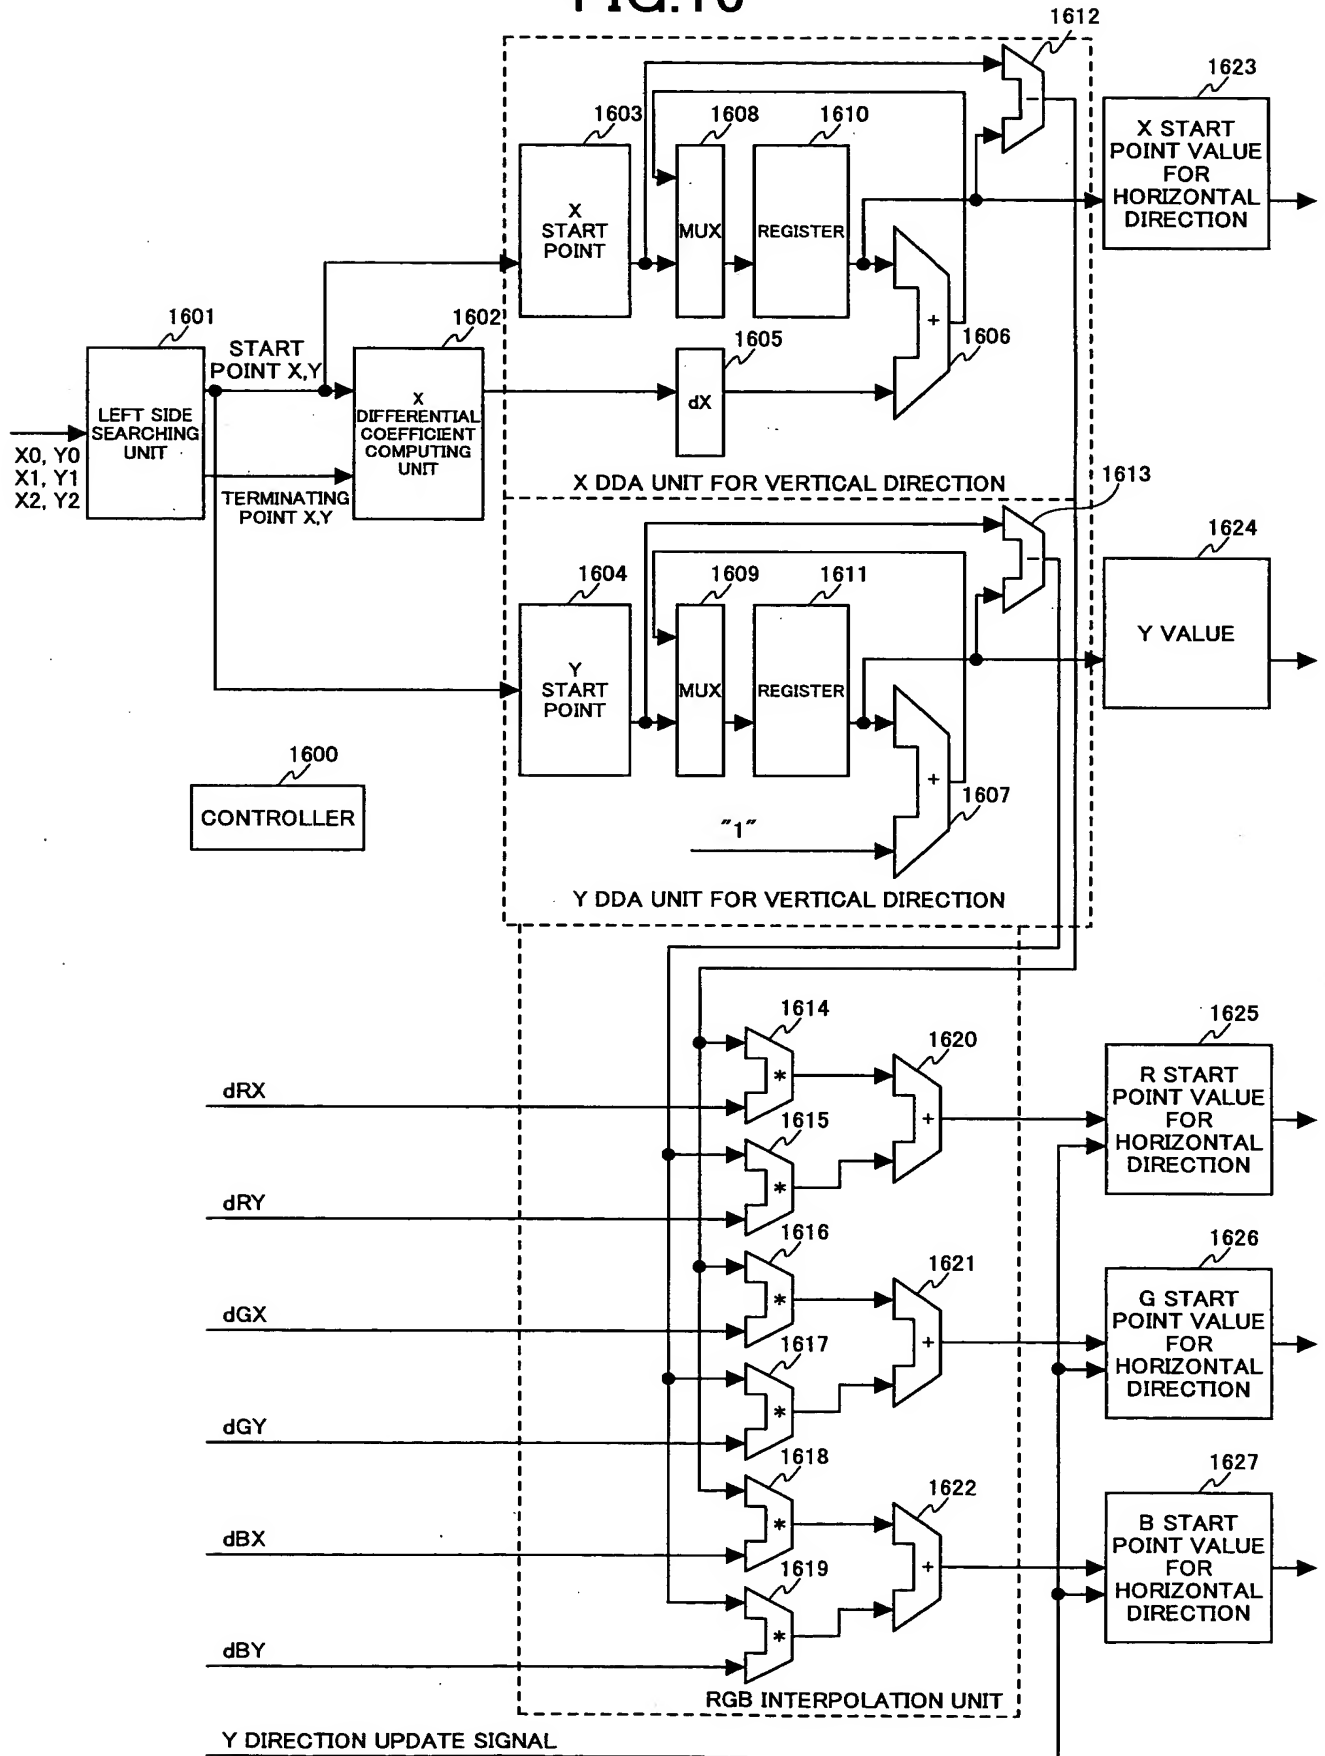 FIG.16
1612
1623
X START
POINT VALUE
FOR
HORIZONTAL
DIRECTION
1603
1608
1610
X
START
POINT
MUX
REGISTER
−
+
1606
1605
dX
1601
1602
START
POINT X,Y
LEFT SIDE
SEARCHING
UNIT
X
DIFFERENTIAL
COEFFICIENT
COMPUTING
UNIT
X0, Y0
X1, Y1
X2, Y2
TERMINATING
POINT X,Y
X DDA UNIT FOR VERTICAL DIRECTION
1613
1624
Y VALUE
1604
1609
1611
Y
START
POINT
MUX
REGISTER
−
+
1607
"1"
1600
CONTROLLER
Y DDA UNIT FOR VERTICAL DIRECTION
1614
*
1620
+
1625
R START
POINT VALUE
FOR
HORIZONTAL
DIRECTION
dRX
1615
*
dRY
1616
*
1621
+
1626
G START
POINT VALUE
FOR
HORIZONTAL
DIRECTION
dGX
1617
*
dGY
1618
*
1622
+
1627
B START
POINT VALUE
FOR
HORIZONTAL
DIRECTION
dBX
1619
*
dBY
RGB INTERPOLATION UNIT
Y DIRECTION UPDATE SIGNAL